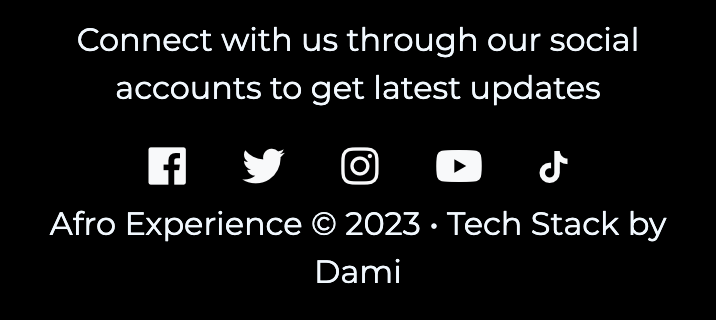 Connect with us through our social
accounts to get latest updates
Afro Experience © 2023 • Tech Stack by
Dami